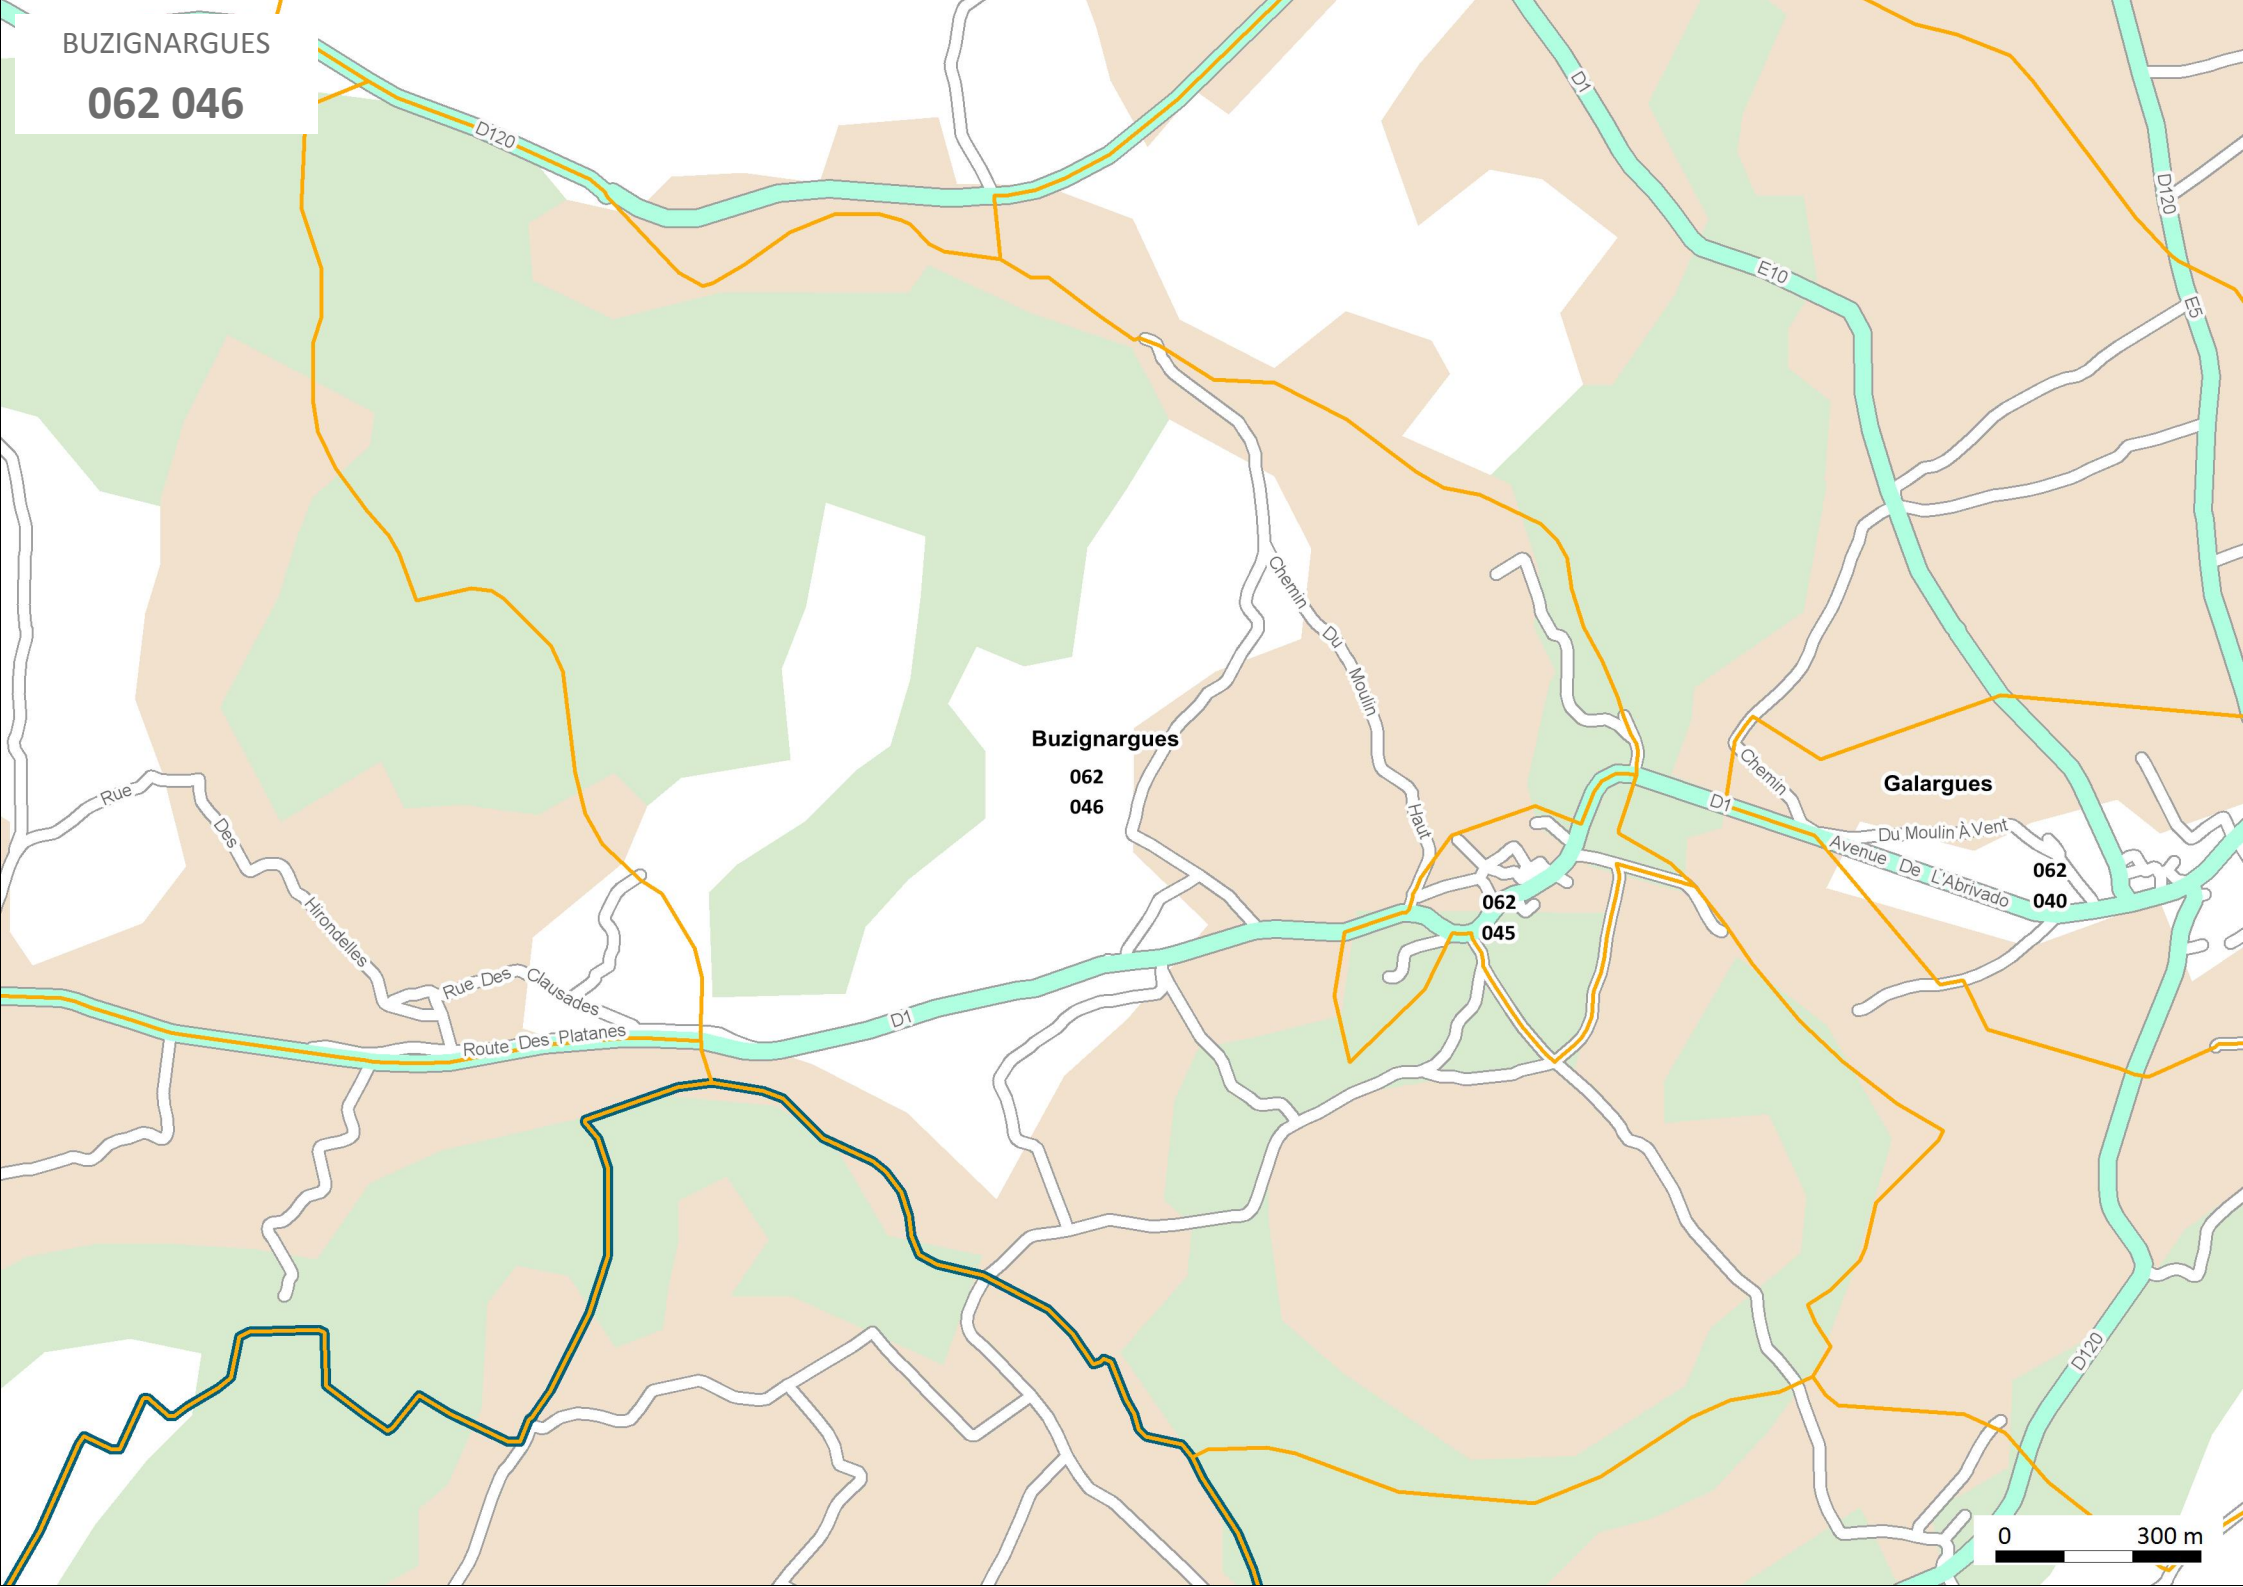 BUZIGNARGUES
062 046
D120
D1
E10
D120
E5
Chemin Du Moulin Haut
Buzignargues
062
046
Galargues
Chemin Du Moulin À Vent
D1
Avenue De L'Abrivado
062
040
Rue Des Hirondelles
062
045
Rue Des Clausades
Route Des Platanes
D1
D120
0 300 m